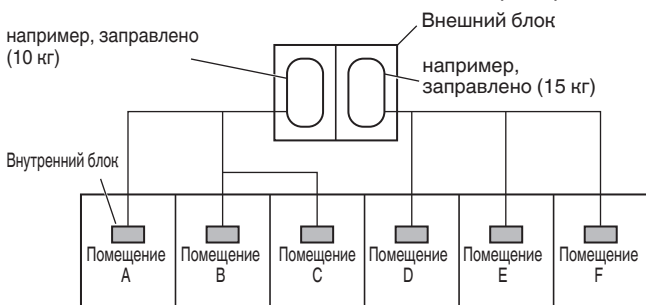 Внешний блок
например, заправлено
(10 кг)
например,
заправлено (15 кг)
Внутренний блок
Помещение
A
Помещение
B
Помещение
C
Помещение
D
Помещение
E
Помещение
F